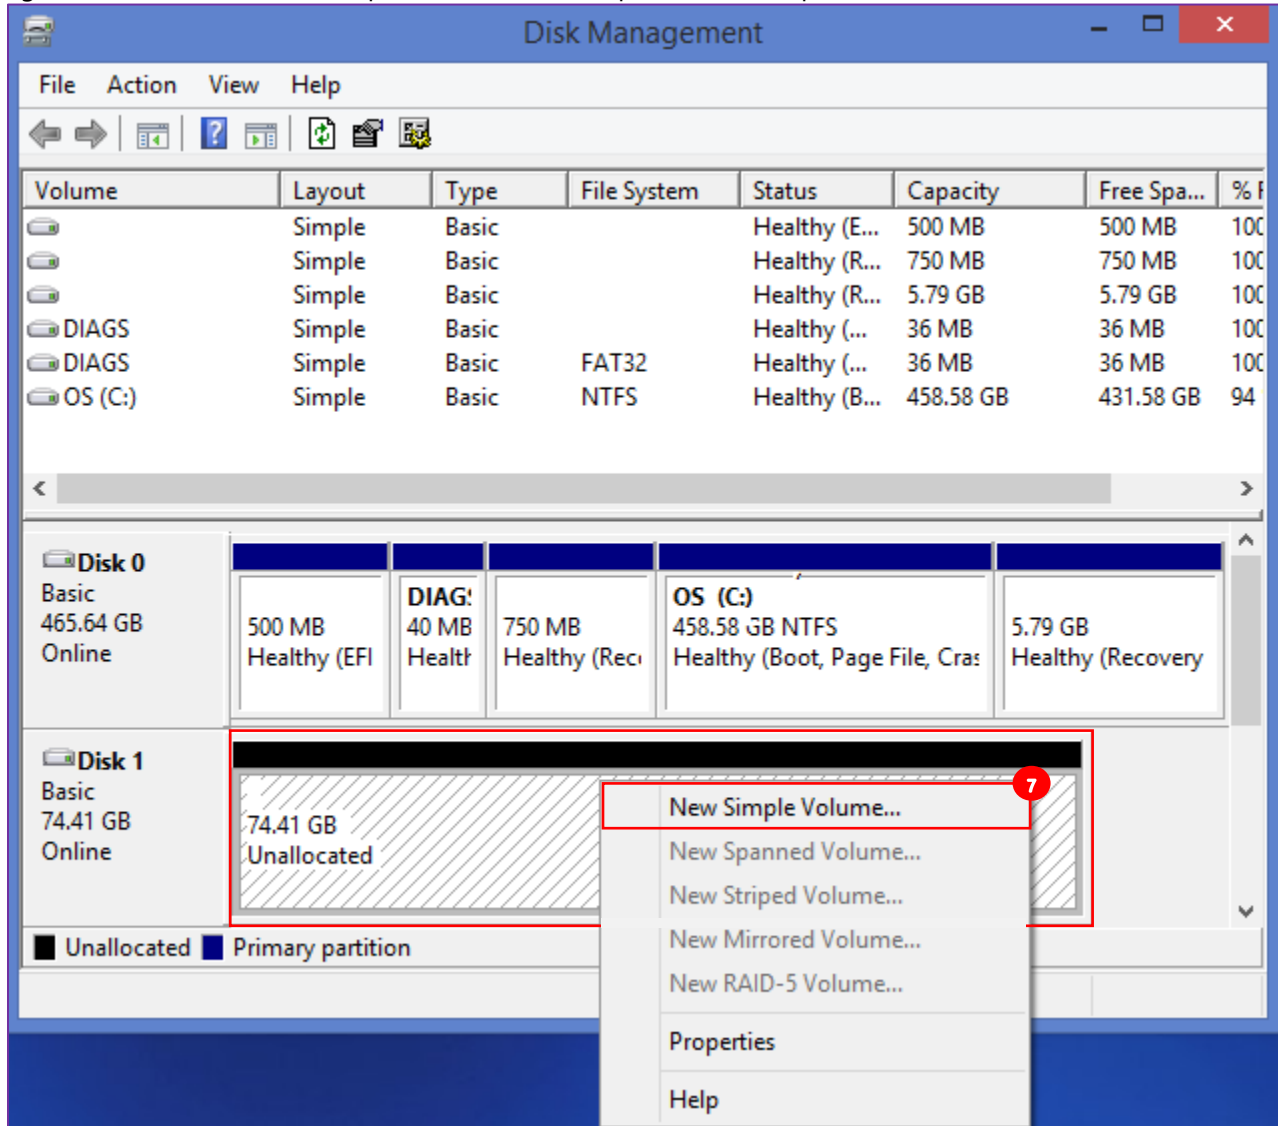 Disk Management
File Action View Help
Volume Layout Type File System Status Capacity Free Spa... %
Simple Basic Healthy (E... 500 MB 500 MB 100
Simple Basic Healthy (R... 750 MB 750 MB 100
Simple Basic Healthy (R... 5.79 GB 5.79 GB 100
DIAGS Simple Basic Healthy (... 36 MB 36 MB 100
DIAGS Simple Basic FAT32 Healthy (... 36 MB 36 MB 100
OS (C:) Simple Basic NTFS Healthy (B... 458.58 GB 431.58 GB 94
Disk 0
Basic
465.64 GB
Online
500 MB
Healthy (EFI
DIAG
40 MB
Healt
750 MB
Healthy (Rec
OS (C:)
458.58 GB NTFS
Healthy (Boot, Page File, Cras
5.79 GB
Healthy (Recovery
Disk 1
Basic
74.41 GB
Online
74.41 GB
Unallocated
7
New Simple Volume...
New Spanned Volume...
New Striped Volume...
New Mirrored Volume...
New RAID-5 Volume...
Properties
Help
Unallocated Primary partition